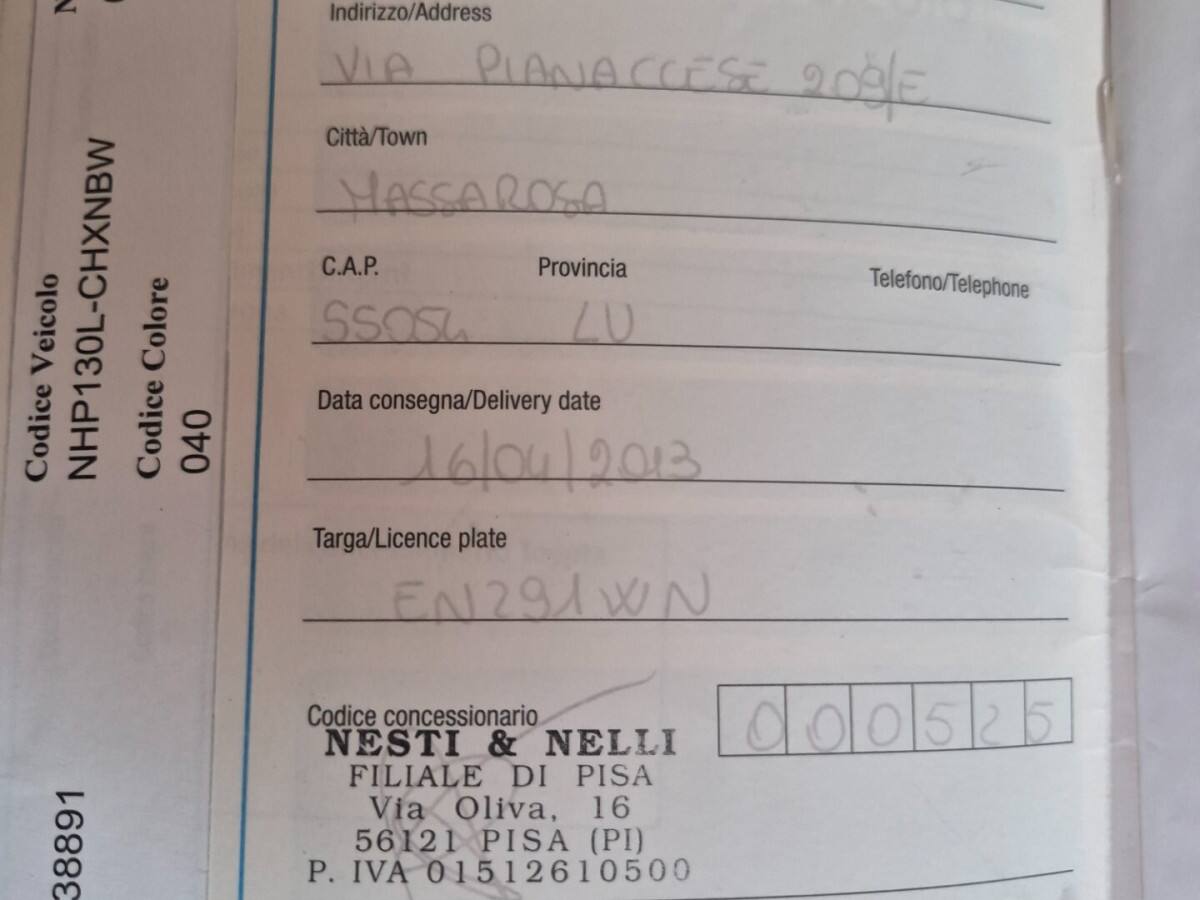 Indirizzo/Address
VIA PIANACCESE 209/E
Città/Town
MASSAROSA
C.A.P. Provincia Telefono/Telephone
55054 LU
Data consegna/Delivery date
16/04/2013
Targa/Licence plate
EN291WN
Codice concessionario 000525
NESTI & NELLI
FILIALE DI PISA
Via Oliva, 16
56121 PISA (PI)
P. IVA 01512610500
Codice Veicolo
NHP130L-CHXNBW
Codice Colore
040
38891